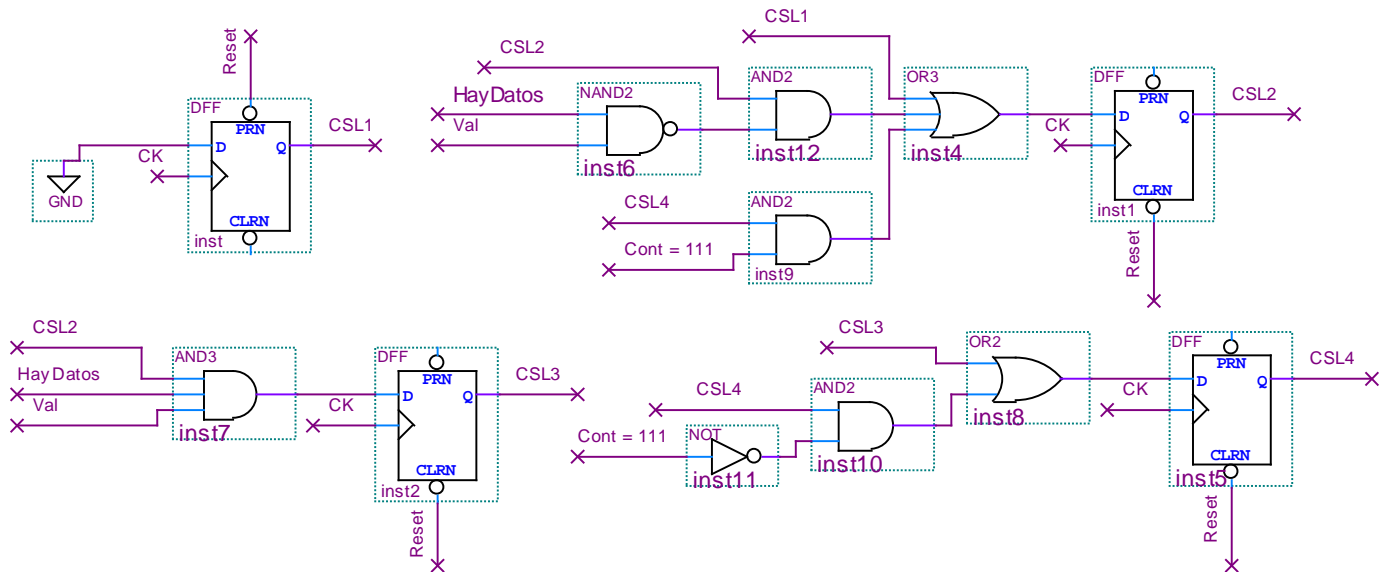 Reset
DFF
PRN
D
Q
CK
CLRN
inst
GND
CSL1
CSL1
CSL2
HayDatos
Val
NAND2
inst6
AND2
inst12
OR3
inst4
CSL4
Cont = 111
AND2
inst9
DFF
PRN
D
Q
CK
CLRN
inst1
Reset
CSL2
CSL2
HayDatos
Val
AND3
inst7
DFF
PRN
D
Q
CK
CLRN
inst2
Reset
CSL3
CSL3
CSL4
Cont = 111
NOT
inst11
AND2
inst10
OR2
inst8
DFF
PRN
D
Q
CK
CLRN
inst5
Reset
CSL4